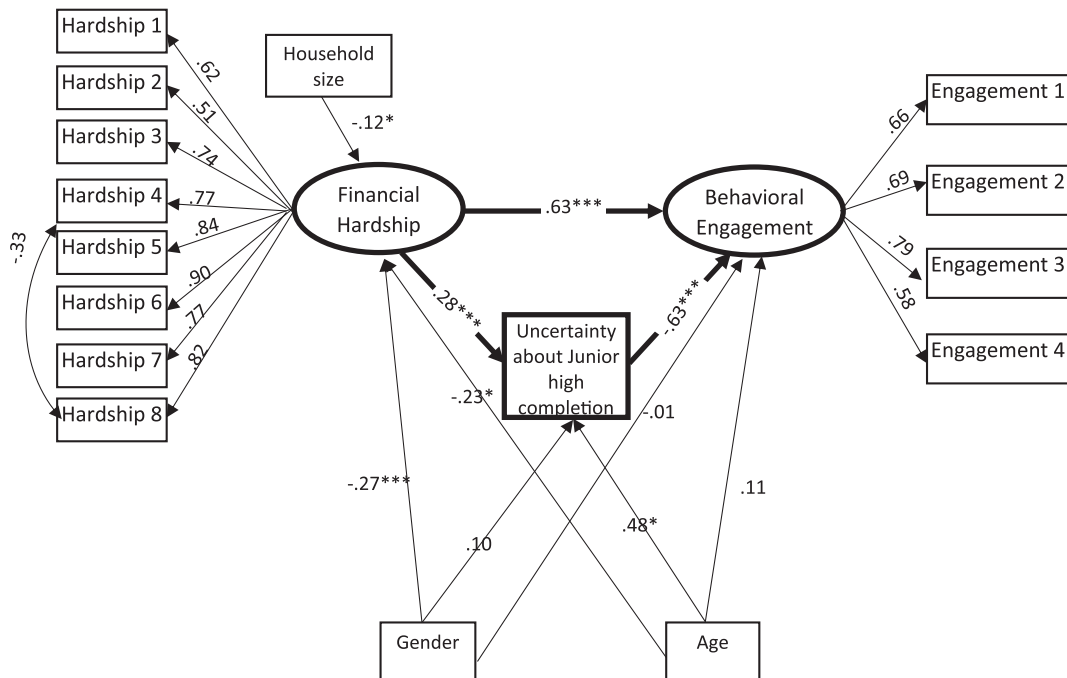 Hardship 1
Hardship 2
Hardship 3
Hardship 4
Hardship 5
Hardship 6
Hardship 7
Hardship 8
-.33
.62
.51
.74
.77
.84
.90
.77
.82
Household
size
-.12*
Financial
Hardship
.63***
Behavioral
Engagement
.28***
-.63***
Uncertainty
about Junior
high
completion
-.23*
-.01
-.27***
.10
.48*
.11
Gender
Age
.66
.69
.79
.58
Engagement 1
Engagement 2
Engagement 3
Engagement 4